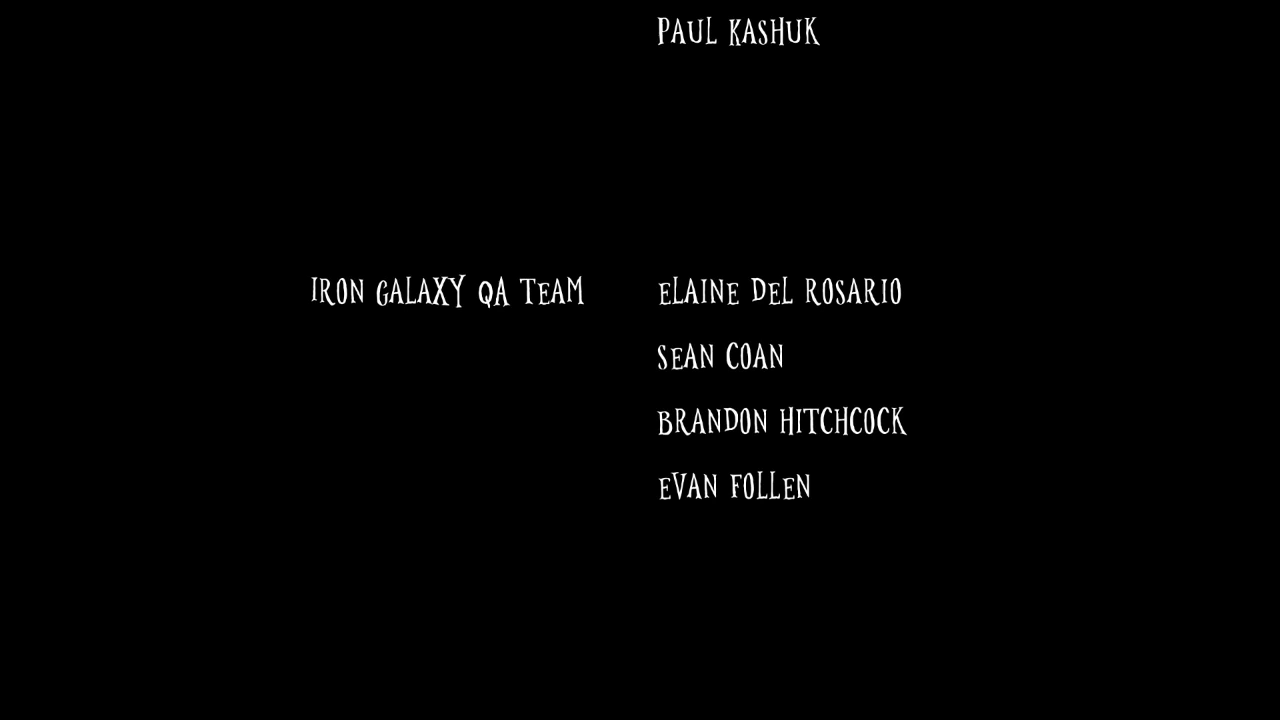 PAUL KASHUK
IRON GALAXY QA TEAM ELAINE DEL ROSARIO
SEAN COAN
BRANDON HITCHCOCK
EVAN FOLLEN